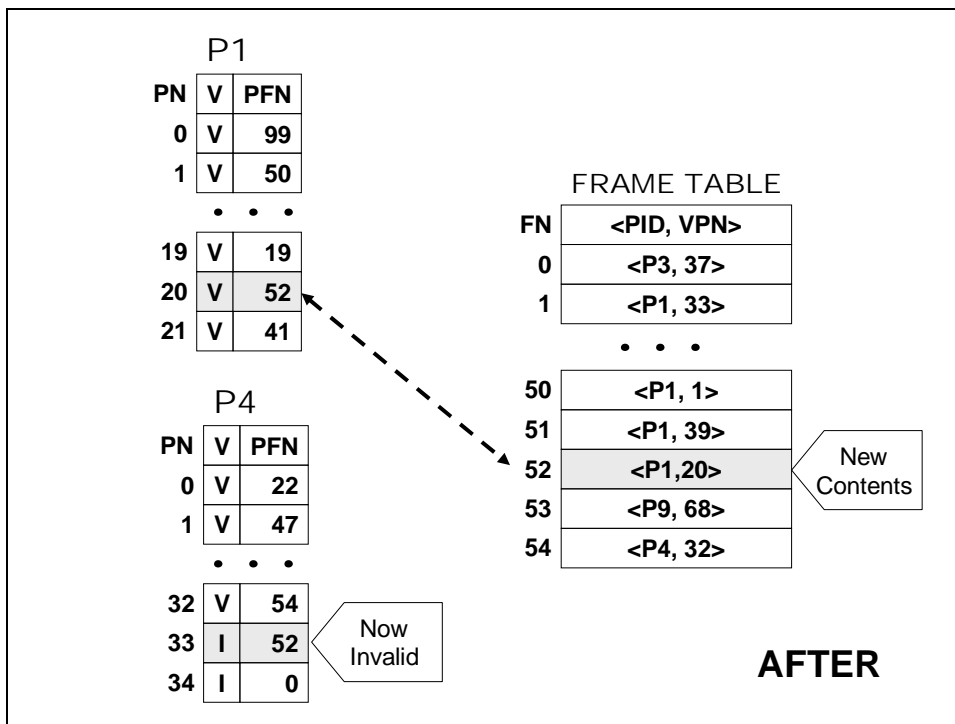 P1
PN V PFN
0 V 99
1 V 50
• • •
19 V 19
20 V 52
21 V 41
P4
PN V PFN
0 V 22
1 V 47
• • •
32 V 54
33 I 52
34 I 0
Now
Invalid
FRAME TABLE
FN <PID, VPN>
0 <P3, 37>
1 <P1, 33>
• • •
50 <P1, 1>
51 <P1, 39>
52 <P1,20>
53 <P9, 68>
54 <P4, 32>
New
Contents
AFTER